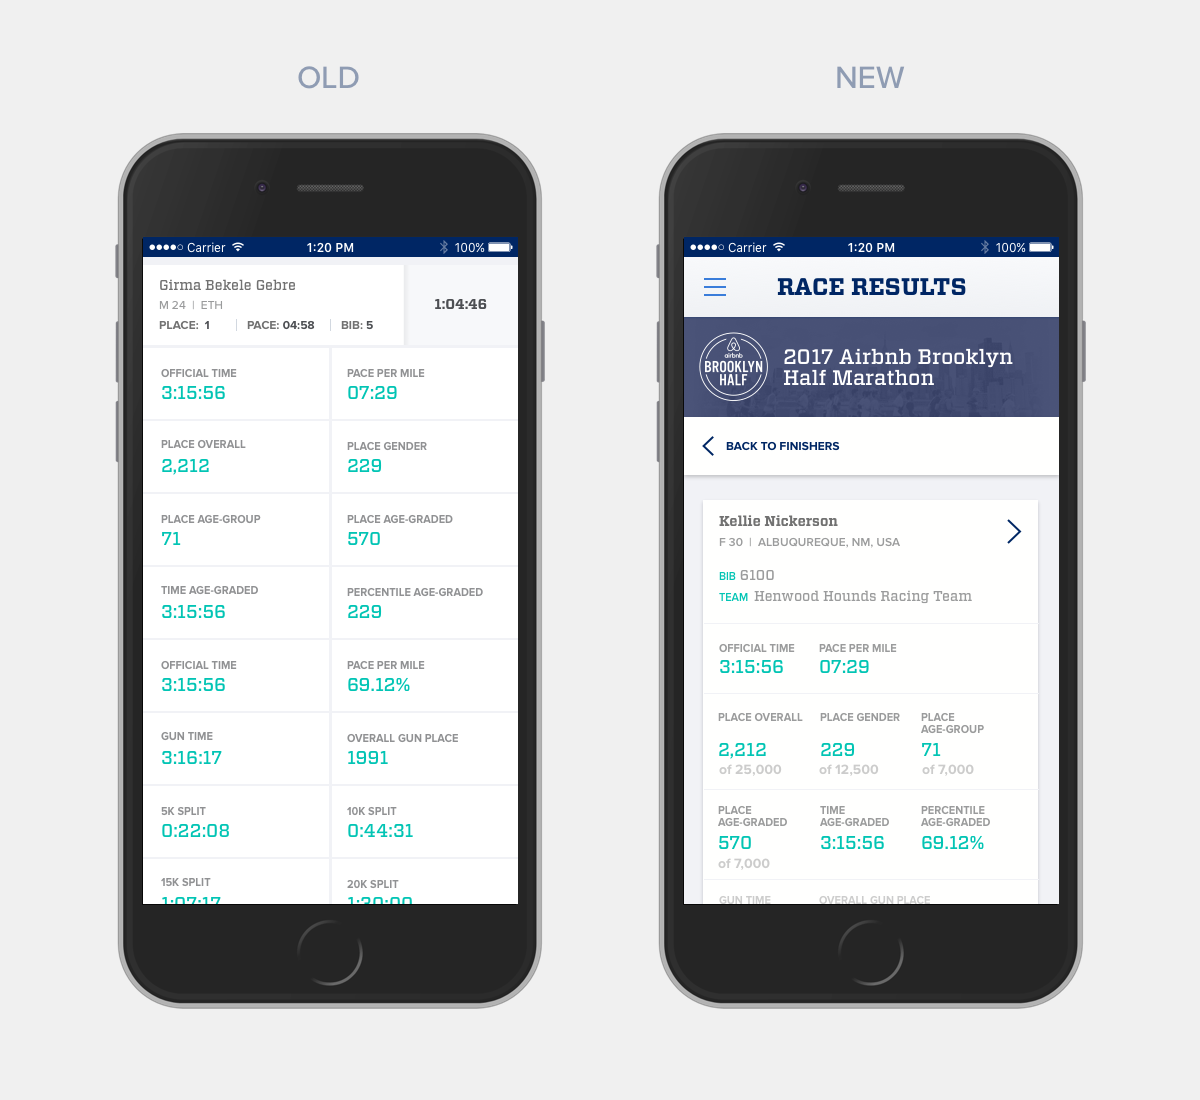 OLD
Carrier 1:20 PM 100%
Girma Bekele Gebre
M 24 | ETH
1:04:46
PLACE: 1 | PACE: 04:58 | BIB: 5
OFFICIAL TIME PACE PER MILE
3:15:56 07:29
PLACE OVERALL PLACE GENDER
2,212 229
PLACE AGE-GROUP PLACE AGE-GRADED
71 570
TIME AGE-GRADED PERCENTILE AGE-GRADED
3:15:56 229
OFFICIAL TIME PACE PER MILE
3:15:56 69.12%
GUN TIME OVERALL GUN PLACE
3:16:17 1991
5K SPLIT 10K SPLIT
0:22:08 0:44:31
15K SPLIT 20K SPLIT
NEW
Carrier 1:20 PM 100%
RACE RESULTS
airbnb
BROOKLYN
HALF
2017 Airbnb Brooklyn
Half Marathon
BACK TO FINISHERS
Kellie Nickerson
F 30 | ALBUQUREQUE, NM, USA
BIB 6100
TEAM Henwood Hounds Racing Team
OFFICIAL TIME PACE PER MILE
3:15:56 07:29
PLACE OVERALL PLACE GENDER PLACE
AGE-GROUP
2,212 229 71
of 25,000 of 12,500 of 7,000
PLACE TIME PERCENTILE
AGE-GRADED AGE-GRADED AGE-GRADED
570 3:15:56 69.12%
of 7,000
GUN TIME OVERALL GUN PLACE